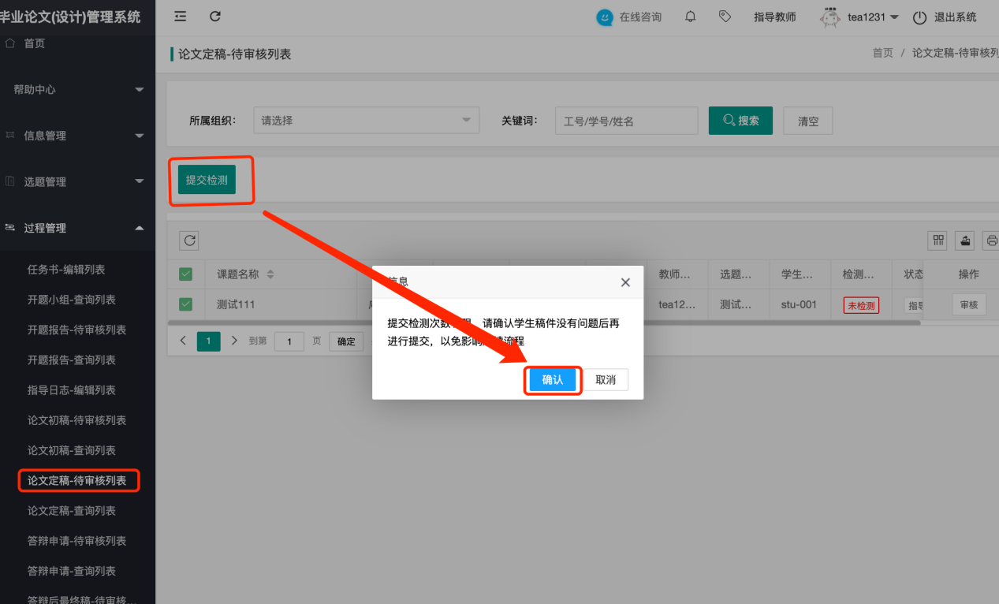 毕业论文(设计)管理系统
在线咨询
指导教师
tea1231
退出系统
首页
帮助中心
信息管理
选题管理
过程管理
任务书-编辑列表
开题小组-查询列表
开题报告-待审核列表
开题报告-查询列表
指导日志-编辑列表
论文初稿-待审核列表
论文初稿-查询列表
论文定稿-待审核列表
论文定稿-查询列表
答辩申请-待审核列表
答辩申请-查询列表
答辩后最终稿-待审核...
论文定稿-待审核列表
首页 / 论文定稿-待审核列
所属组织: 请选择 关键词: 工号/学号/姓名 搜索 清空
提交检测
课题名称 教师... 选题... 学生... 检测... 状态 操作
测试111 tea12... 测试... stu-001 未检测 指导 审核
1 到第 1 页 确定
信息
提交检测次数 请确认学生稿件没有问题后再
进行提交，以免影响 流程
确认 取消